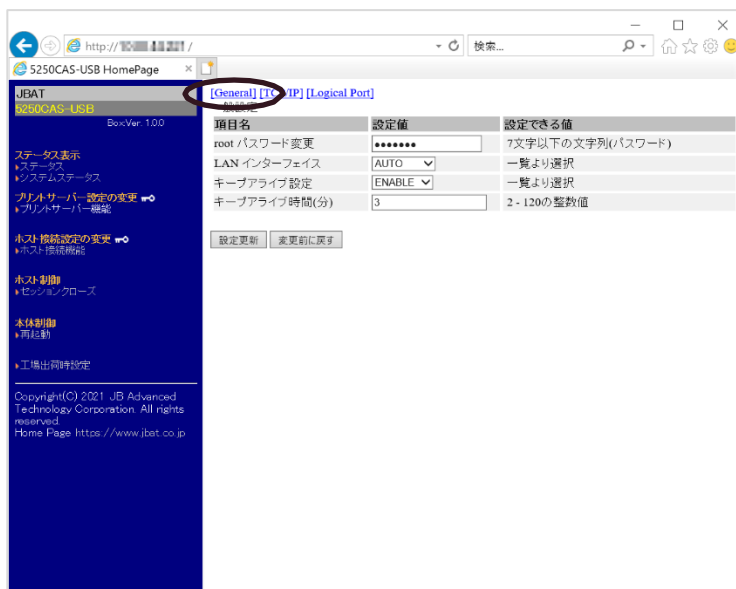 http:// /
検索...
5250CAS-USB HomePage
JBAT
5250CAS-USB
Box:Ver. 1.0.0
ステータス表示
ステータス
システムステータス
プリントサーバー設定の変更
プリントサーバー機能
ホスト接続設定の変更
ホスト接続機能
ホスト制御
セッションクローズ
本体制御
再起動
工場出荷時設定
Copyright(C) 2021 JB Advanced
Technology Corporation. All rights
reserved.
Home Page https://www.jbat.co.jp
[General] [TCP/IP] [Logical Port]
一般設定
項目名 設定値 設定できる値
root パスワード変更 ••••••• 7文字以下の文字列(パスワード)
LAN インターフェイス AUTO 一覧より選択
キープアライブ設定 ENABLE 一覧より選択
キープアライブ時間(分) 3 2 - 120の整数値
設定更新 変更前に戻す